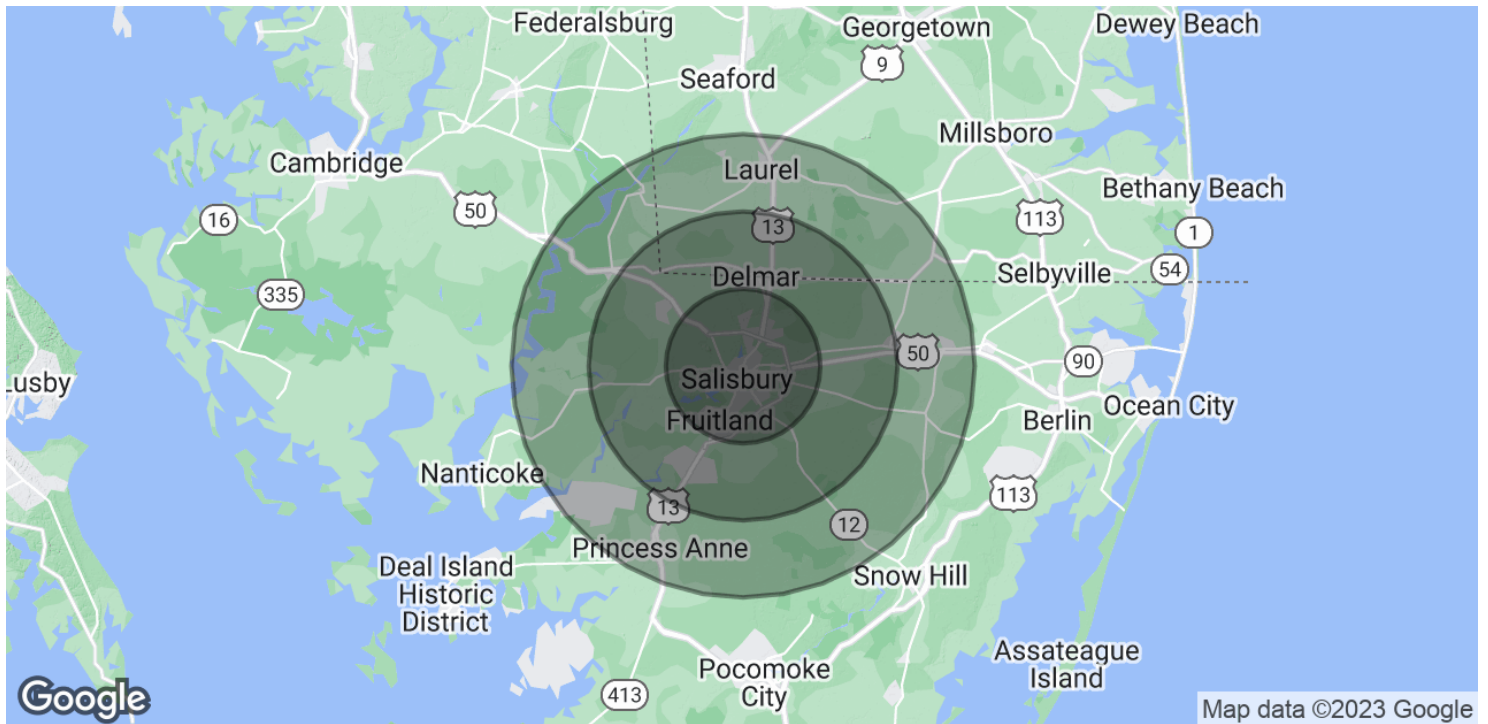 Federalsburg
Georgetown
Dewey Beach
9
Seaford
Millsboro
Cambridge
Laurel
Bethany Beach
50
16
113
13
1
Delmar
Selbyville
54
335
50
90
Lusby
Salisbury
Ocean City
Fruitland
Berlin
Nanticoke
113
13
12
Princess Anne
Deal Island
Historic
District
Snow Hill
Assateague
Island
Pocomoke
City
413
Google
Map data ©2023 Google